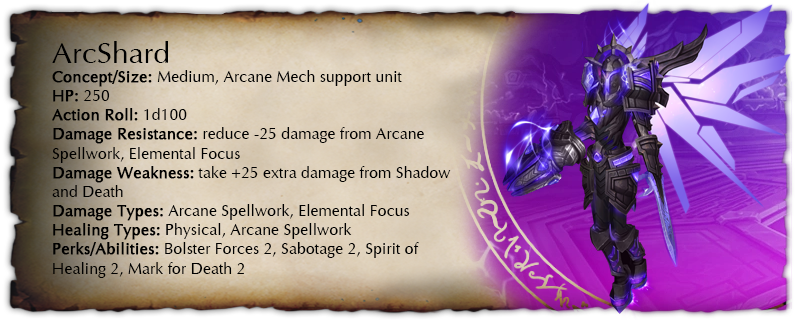 ArcShard
Concept/Size: Medium, Arcane Mech support unit
HP: 250
Action Roll: 1d100
Damage Resistance: reduce -25 damage from Arcane
Spellwork, Elemental Focus
Damage Weakness: take +25 extra damage from Shadow
and Death
Damage Types: Arcane Spellwork, Elemental Focus
Healing Types: Physical, Arcane Spellwork
Perks/Abilities: Bolster Forces 2, Sabotage 2, Spirit of
Healing 2, Mark for Death 2